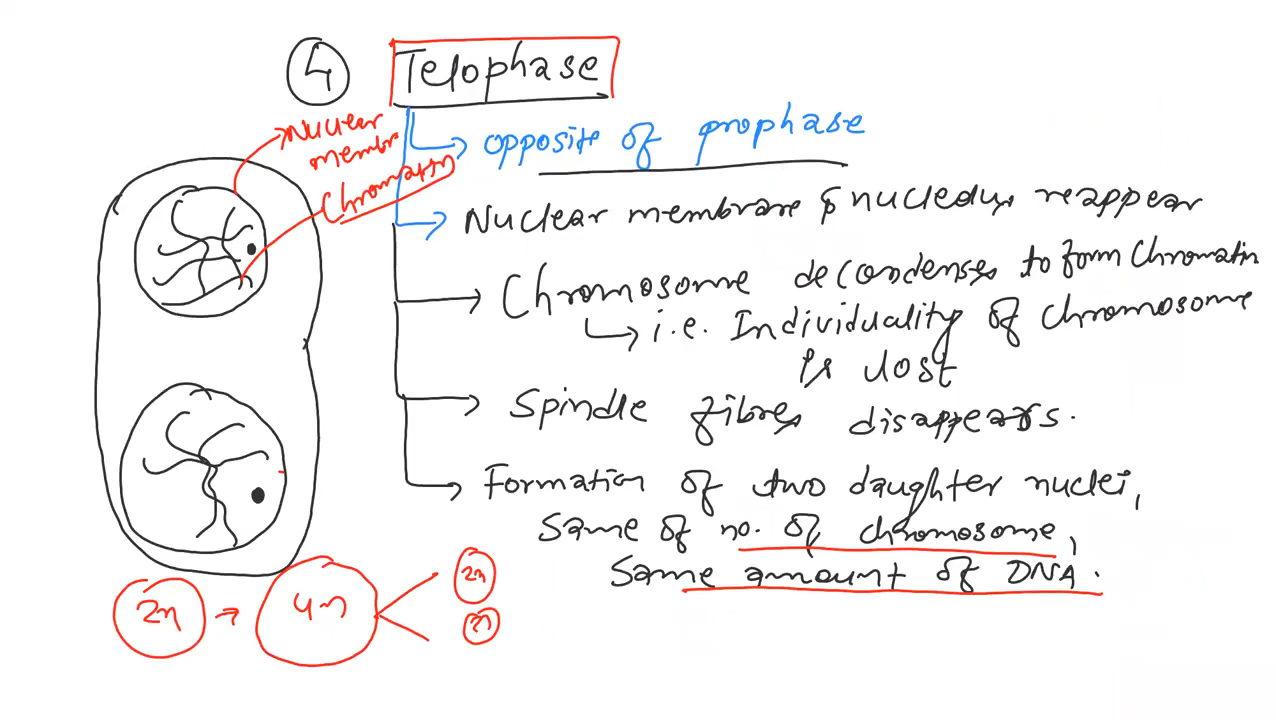 4
Telophase
Nuclear
membr
Chromatin
opposite of prophase
Nuclear membrane & nucleolus reappear
Chromosome decondenses to form Chromatin
i.e. Individuality of chromosome
is lost
Spindle fibres disappears.
Formation of two daughter nuclei,
Same of no. of chromosome,
Same amount of DNA.
2n → 4n
2n